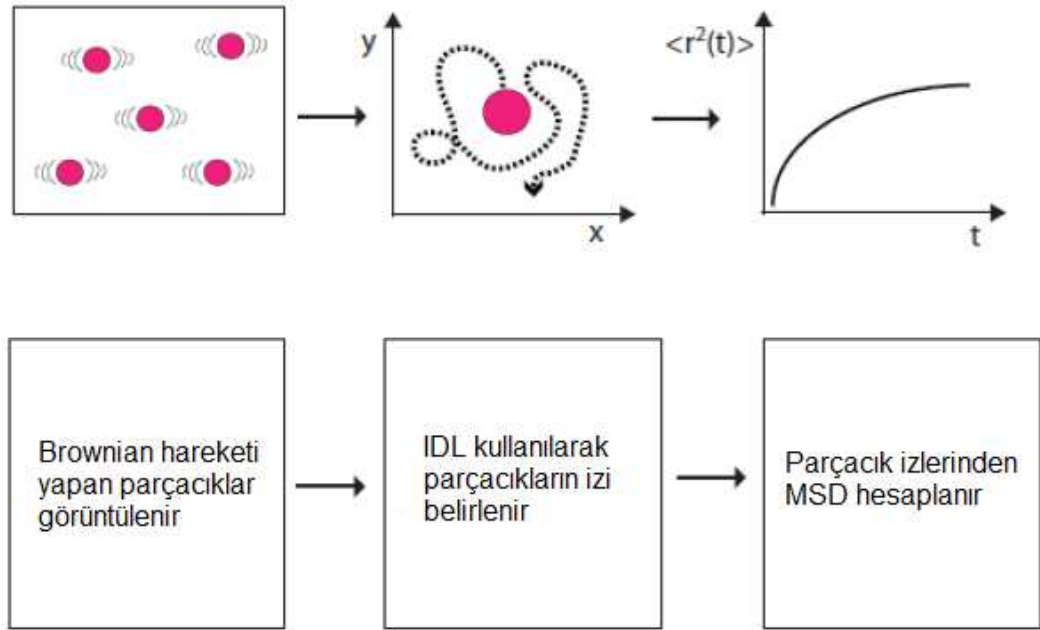 y
x
<r²(t)>
t
Brownian hareketi
yapan parçacıklar
görüntülenir
IDL kullanılarak
parçacıkların izi
belirlenir
Parçacık izlerinden
MSD hesaplanır